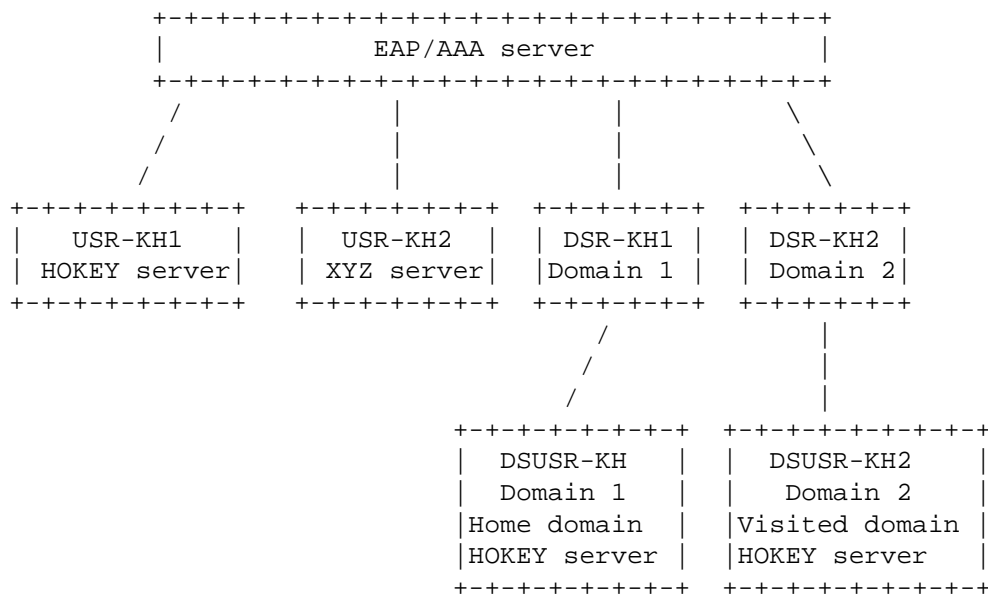 +-+-+-+-+-+-+-+-+-+-+-+-+-+-+-+-+-+-+-+-+-+
|             EAP/AAA server              |
+-+-+-+-+-+-+-+-+-+-+-+-+-+-+-+-+-+-+-+-+-+
/ | | \
/ | | \
/ | | \
+-+-+-+-+-+-+-+ +-+-+-+-+-+-+ +-+-+-+-+-+ +-+-+-+-+-+
| USR-KH1 | | USR-KH2 | | DSR-KH1 | | DSR-KH2 |
| HOKEY server| | XYZ server| |Domain 1 | | Domain 2|
+-+-+-+-+-+-+-+ +-+-+-+-+-+-+ +-+-+-+-+-+ +-+-+-+-+-+
/ |
/ |
/ |
+-+-+-+-+-+-+-+ +-+-+-+-+-+-+-+-+
| DSUSR-KH | | DSUSR-KH2 |
| Domain 1 | | Domain 2 |
|Home domain | |Visited domain |
|HOKEY server | |HOKEY server |
+-+-+-+-+-+-+-+ +-+-+-+-+-+-+-+-+